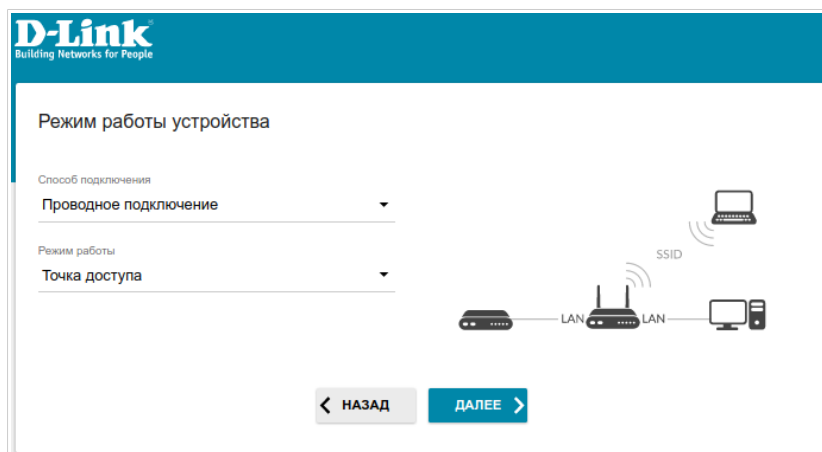 D-Link
Building Networks for People
Режим работы устройства
Способ подключения
Проводное подключение
Режим работы
Точка доступа
SSID
LAN
LAN
НАЗАД
ДАЛЕЕ